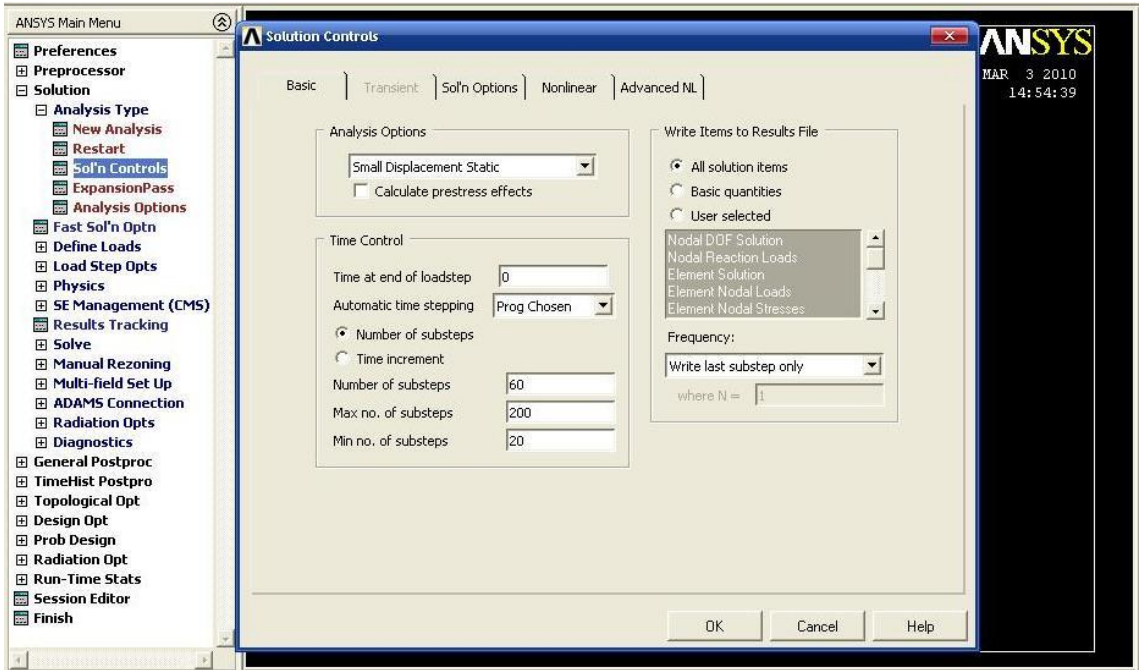 ANSYS Main Menu
Preferences
Preprocessor
Solution
Analysis Type
New Analysis
Restart
Sol'n Controls
ExpansionPass
Analysis Options
Fast Sol'n Optn
Define Loads
Load Step Opts
Physics
SE Management (CMS)
Results Tracking
Solve
Manual Rezoning
Multi-field Set Up
ADAMS Connection
Radiation Opts
Diagnostics
General Postproc
TimeHist Postpro
Topological Opt
Design Opt
Prob Design
Radiation Opt
Run-Time Stats
Session Editor
Finish
Solution Controls
Basic
Transient
Sol'n Options
Nonlinear
Advanced NL
Analysis Options
Small Displacement Static
Calculate prestress effects
Time Control
Time at end of loadstep 0
Automatic time stepping Prog Chosen
Number of substeps
Time increment
Number of substeps 60
Max no. of substeps 200
Min no. of substeps 20
Write Items to Results File
All solution items
Basic quantities
User selected
Nodal DOF Solution
Nodal Reaction Loads
Element Solution
Element Nodal Loads
Element Nodal Stresses
Frequency:
Write last substep only
where N = 1
OK
Cancel
Help
ANSYS
MAR 3 2010
14:54:39